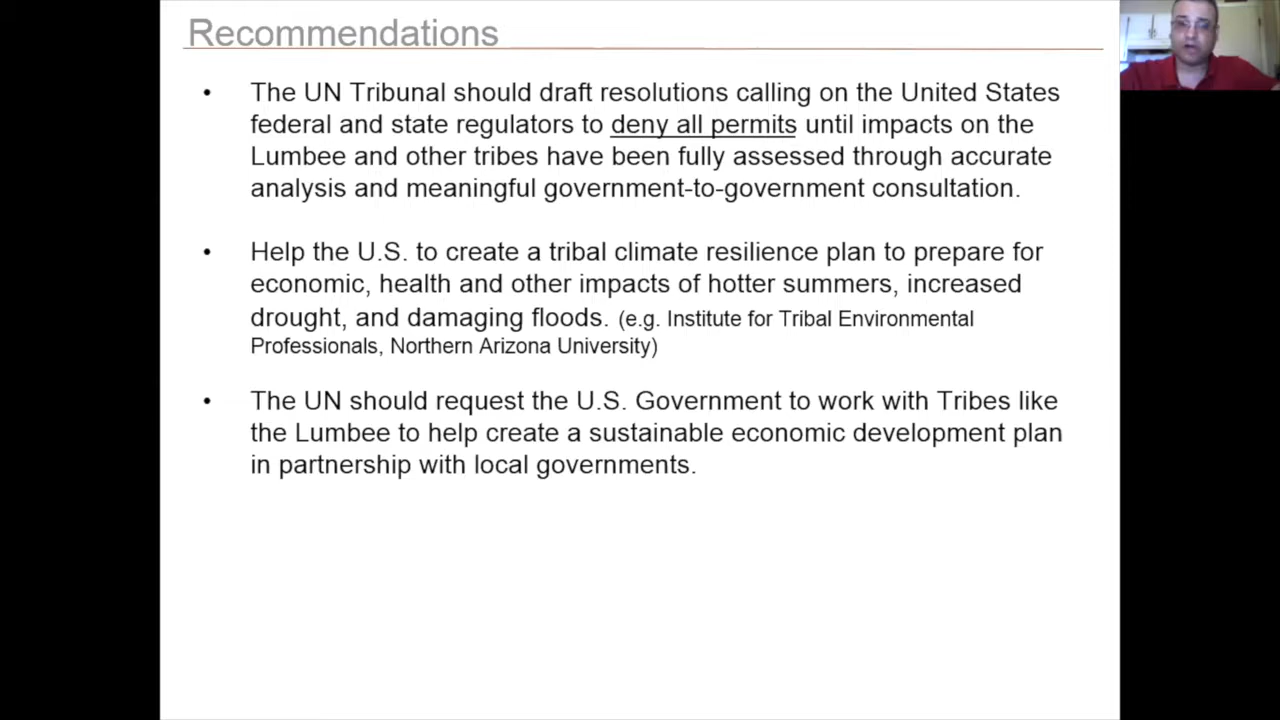 Recommendations
• The UN Tribunal should draft resolutions calling on the United States
federal and state regulators to deny all permits until impacts on the
Lumbee and other tribes have been fully assessed through accurate
analysis and meaningful government-to-government consultation.
• Help the U.S. to create a tribal climate resilience plan to prepare for
economic, health and other impacts of hotter summers, increased
drought, and damaging floods. (e.g. Institute for Tribal Environmental
Professionals, Northern Arizona University)
• The UN should request the U.S. Government to work with Tribes like
the Lumbee to help create a sustainable economic development plan
in partnership with local governments.